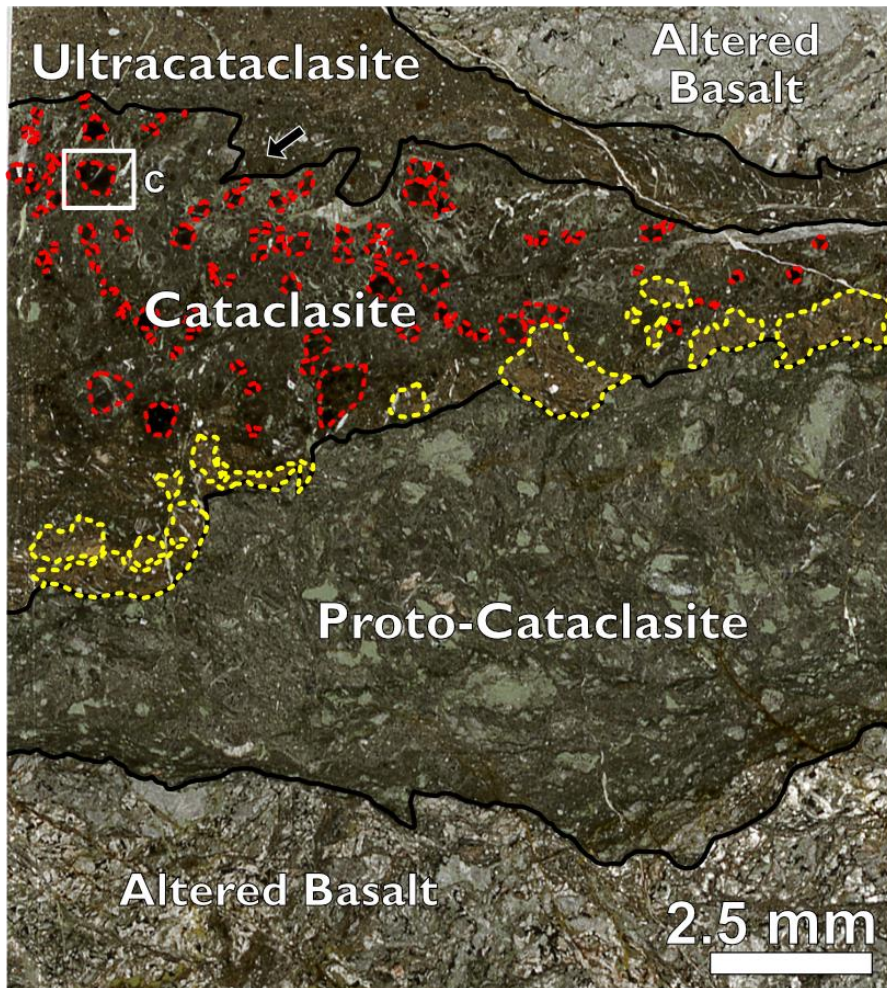 Ultracataclasite
Altered
Basalt
C
Cataclasite
Proto-Cataclasite
Altered Basalt
2.5 mm